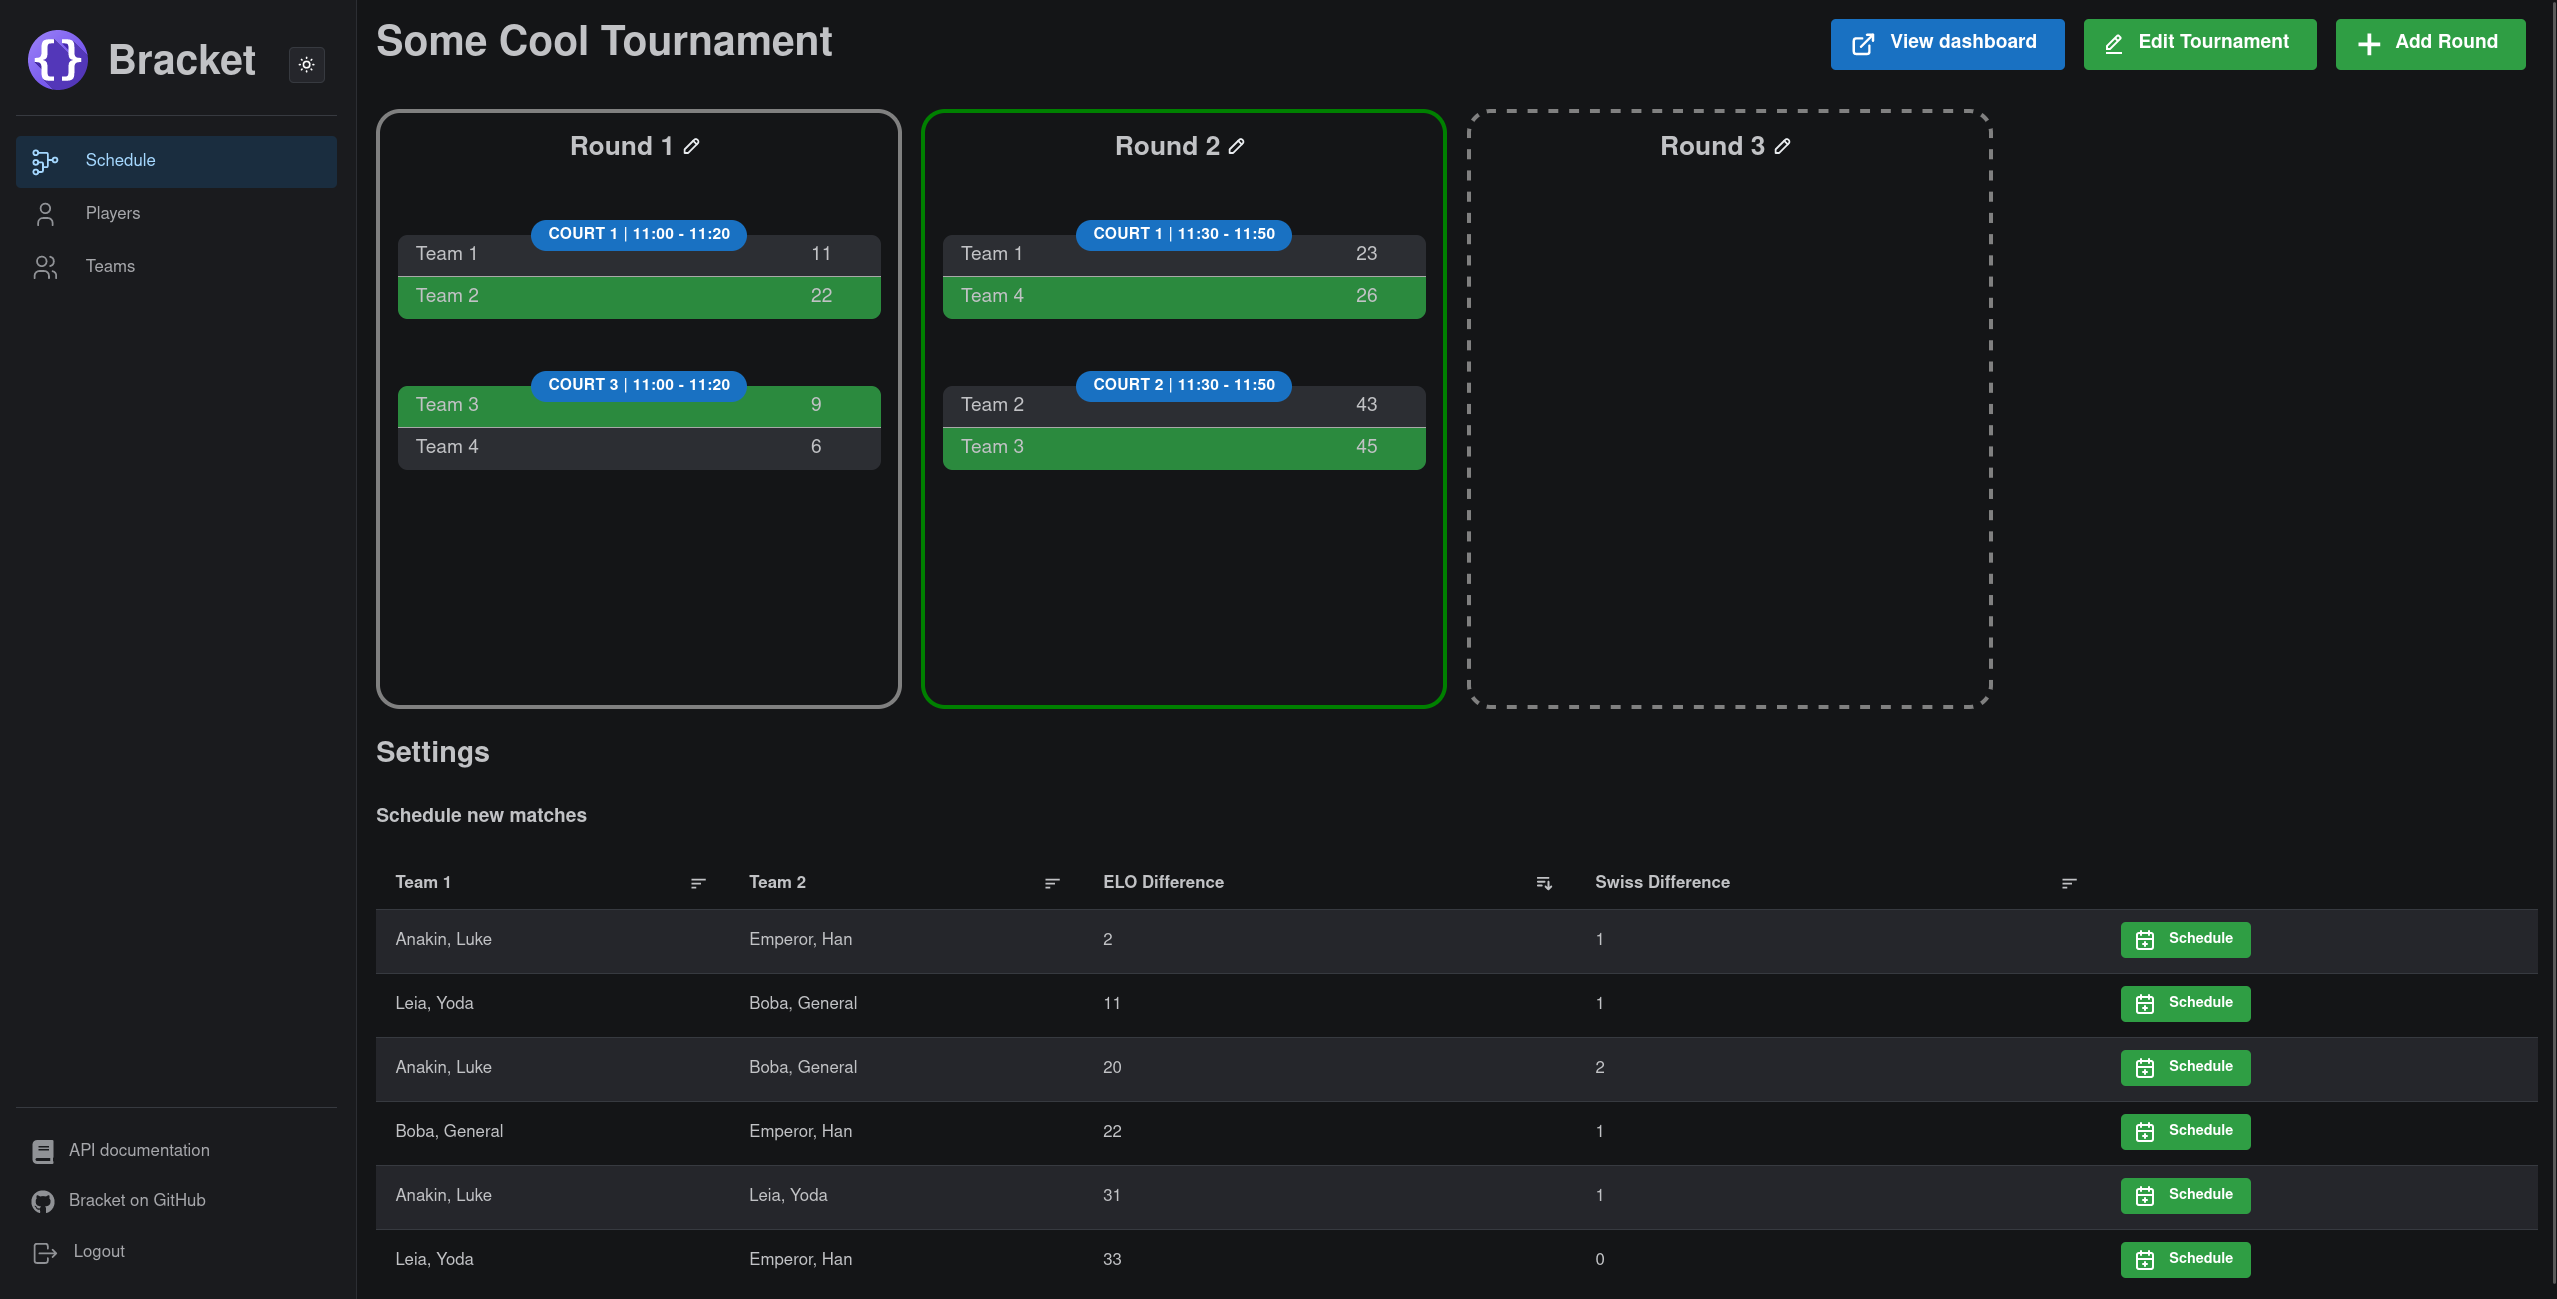 {} Bracket
Schedule
Players
Teams
API documentation
Bracket on GitHub
Logout
Some Cool Tournament
View dashboard
Edit Tournament
Add Round
Round 1
COURT 1 | 11:00 - 11:20
Team 1 11
Team 2 22
COURT 3 | 11:00 - 11:20
Team 3 9
Team 4 6
Round 2
COURT 1 | 11:30 - 11:50
Team 1 23
Team 4 26
COURT 2 | 11:30 - 11:50
Team 2 43
Team 3 45
Round 3
Settings
Schedule new matches
Team 1 Team 2 ELO Difference Swiss Difference
Anakin, Luke Emperor, Han 2 1 Schedule
Leia, Yoda Boba, General 11 1 Schedule
Anakin, Luke Boba, General 20 2 Schedule
Boba, General Emperor, Han 22 1 Schedule
Anakin, Luke Leia, Yoda 31 1 Schedule
Leia, Yoda Emperor, Han 33 0 Schedule